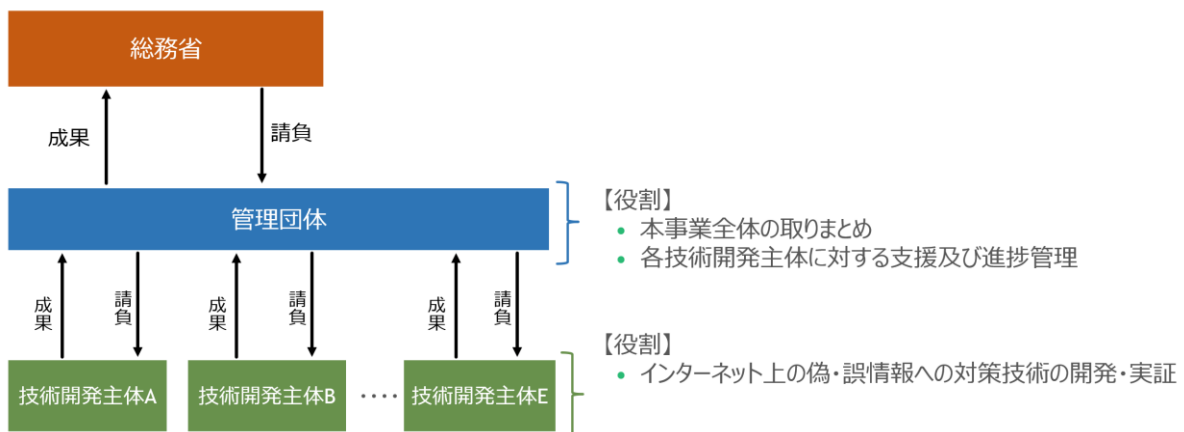 総務省
成果
請負
管理団体
【役割】
• 本事業全体の取りまとめ
• 各技術開発主体に対する支援及び進捗管理
成果
請負
成果
請負
成果
請負
技術開発主体A
技術開発主体B
‥‥
技術開発主体E
【役割】
• インターネット上の偽・誤情報への対策技術の開発・実証